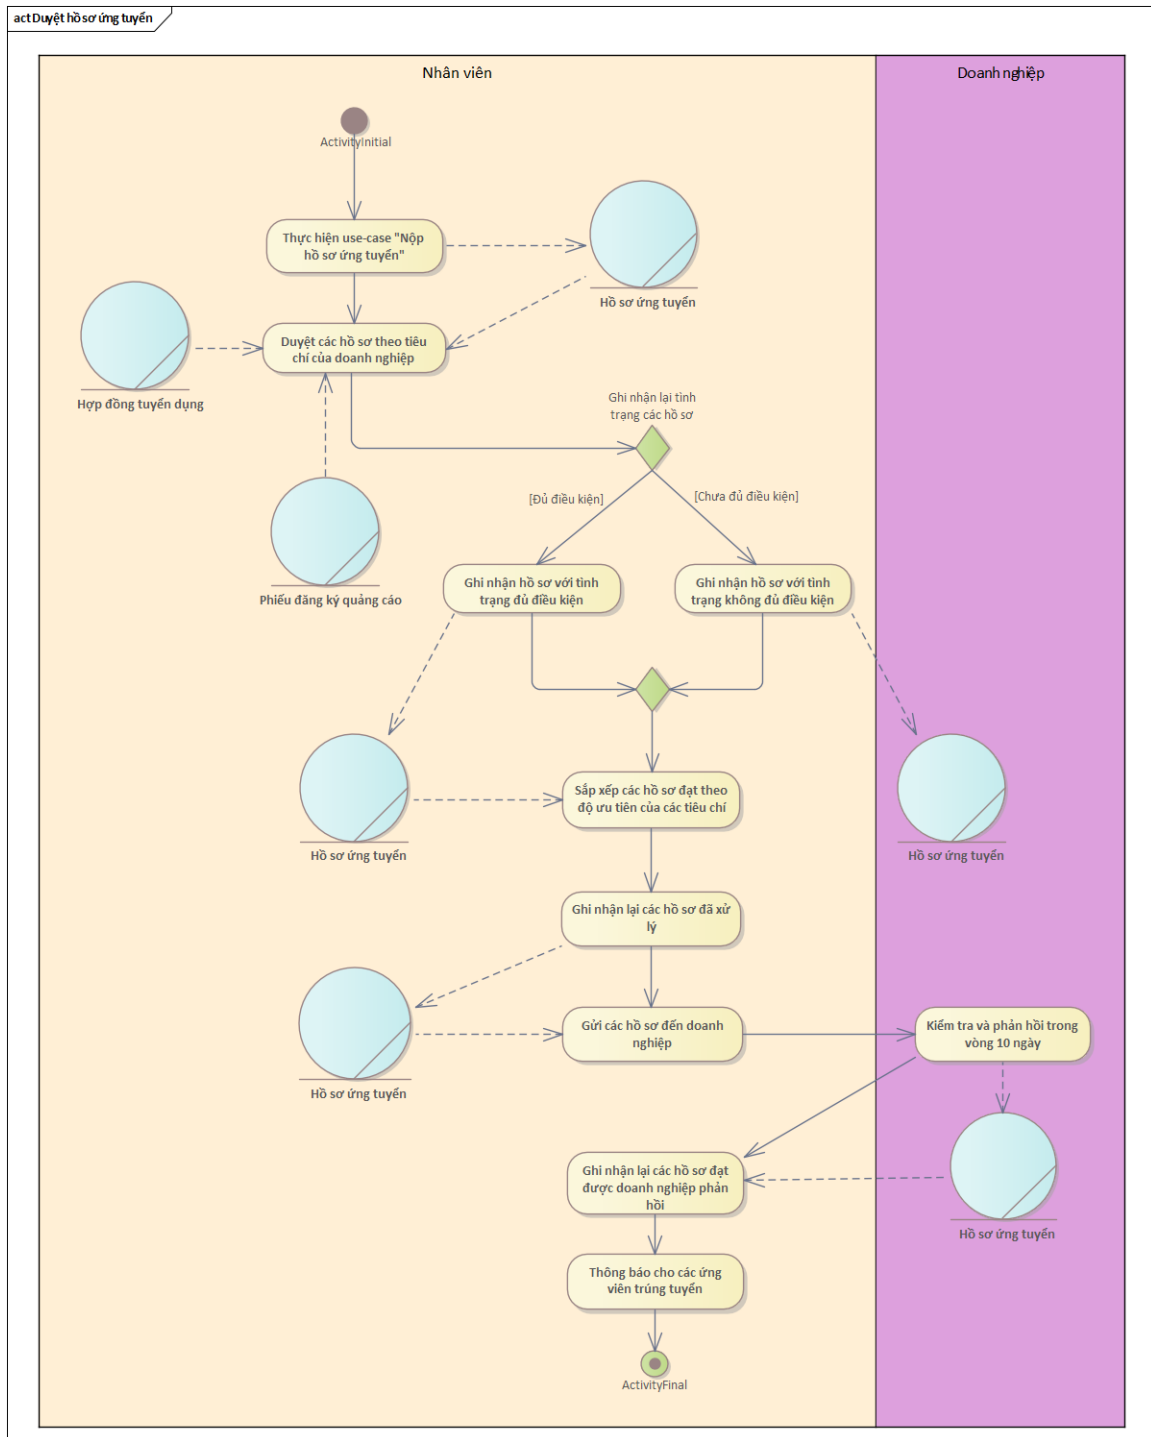 act Duyệt hồ sơ ứng tuyển
Nhân viên
Doanh nghiệp
ActivityInitial
Thực hiện use-case "Nộp
hồ sơ ứng tuyển"
Hồ sơ ứng tuyển
Duyệt các hồ sơ theo tiêu
chí của doanh nghiệp
Hợp đồng tuyển dụng
Ghi nhận lại tình
trạng các hồ sơ
[Đủ điều kiện]
[Chưa đủ điều kiện]
Phiếu đăng ký quảng cáo
Ghi nhận hồ sơ với tình
trạng đủ điều kiện
Ghi nhận hồ sơ với tình
trạng không đủ điều kiện
Sắp xếp các hồ sơ đạt theo
độ ưu tiên của các tiêu chí
Hồ sơ ứng tuyển
Hồ sơ ứng tuyển
Ghi nhận lại các hồ sơ đã xử
lý
Gửi các hồ sơ đến doanh
nghiệp
Kiểm tra và phản hồi trong
vòng 10 ngày
Hồ sơ ứng tuyển
Ghi nhận lại các hồ sơ đạt
được doanh nghiệp phản
hồi
Hồ sơ ứng tuyển
Thông báo cho các ứng
viên trúng tuyển
ActivityFinal